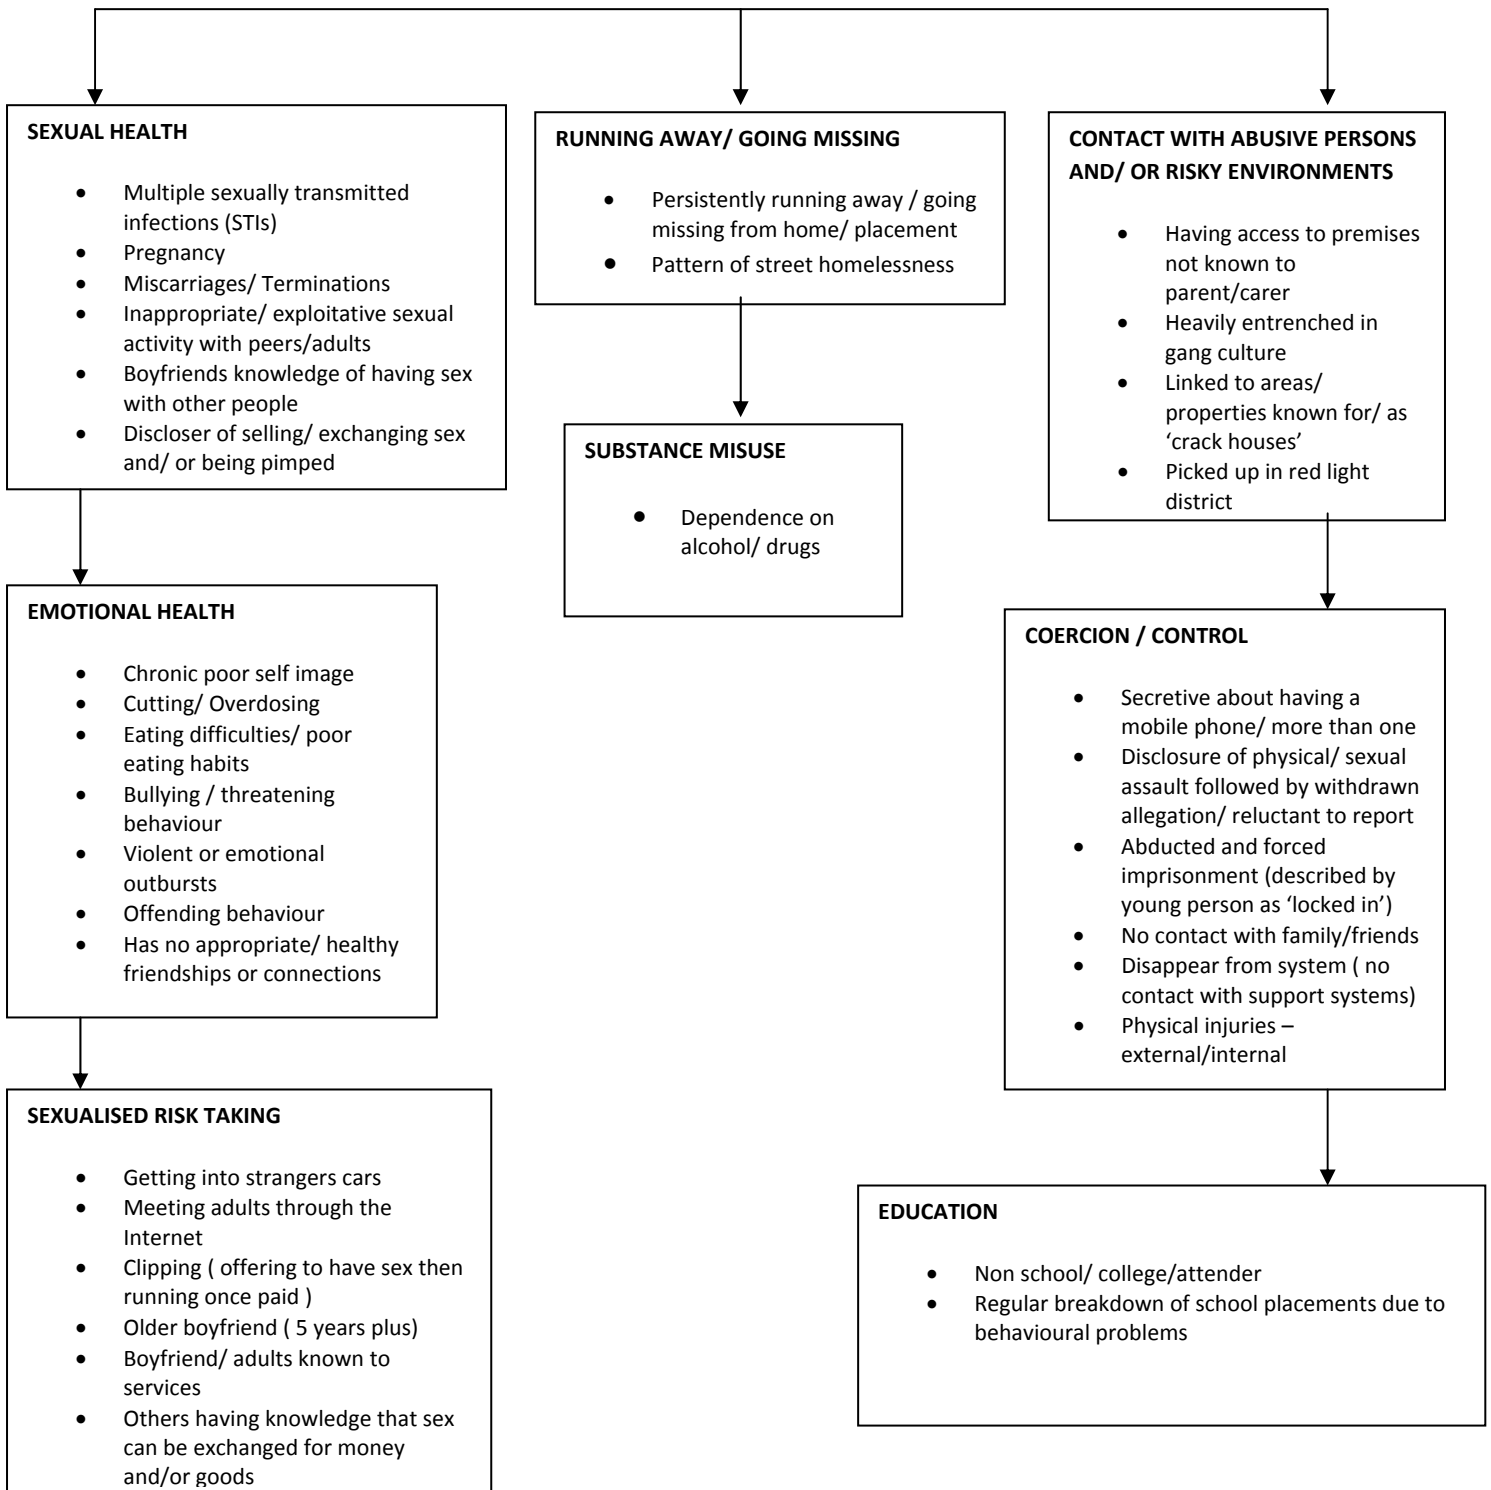 SEXUAL HEALTH
• Multiple sexually transmitted
infections (STIs)
• Pregnancy
• Miscarriages/ Terminations
• Inappropriate/ exploitative sexual
activity with peers/adults
• Boyfriends knowledge of having sex
with other people
• Discloser of selling/ exchanging sex
and/ or being pimped
EMOTIONAL HEALTH
• Chronic poor self image
• Cutting/ Overdosing
• Eating difficulties/ poor
eating habits
• Bullying / threatening
behaviour
• Violent or emotional
outbursts
• Offending behaviour
• Has no appropriate/ healthy
friendships or connections
SEXUALISED RISK TAKING
• Getting into strangers cars
• Meeting adults through the
Internet
• Clipping ( offering to have sex then
running once paid )
• Older boyfriend ( 5 years plus)
• Boyfriend/ adults known to
services
• Others having knowledge that sex
can be exchanged for money
and/or goods
RUNNING AWAY/ GOING MISSING
• Persistently running away / going
missing from home/ placement
• Pattern of street homelessness
SUBSTANCE MISUSE
• Dependence on
alcohol/ drugs
CONTACT WITH ABUSIVE PERSONS
AND/ OR RISKY ENVIRONMENTS
• Having access to premises
not known to
parent/carer
• Heavily entrenched in
gang culture
• Linked to areas/
properties known for/ as
‘crack houses’
• Picked up in red light
district
COERCION / CONTROL
• Secretive about having a
mobile phone/ more than one
• Disclosure of physical/ sexual
assault followed by withdrawn
allegation/ reluctant to report
• Abducted and forced
imprisonment (described by
young person as ‘locked in’)
• No contact with family/friends
• Disappear from system ( no
contact with support systems)
• Physical injuries –
external/internal
EDUCATION
• Non school/ college/attender
• Regular breakdown of school placements due to
behavioural problems